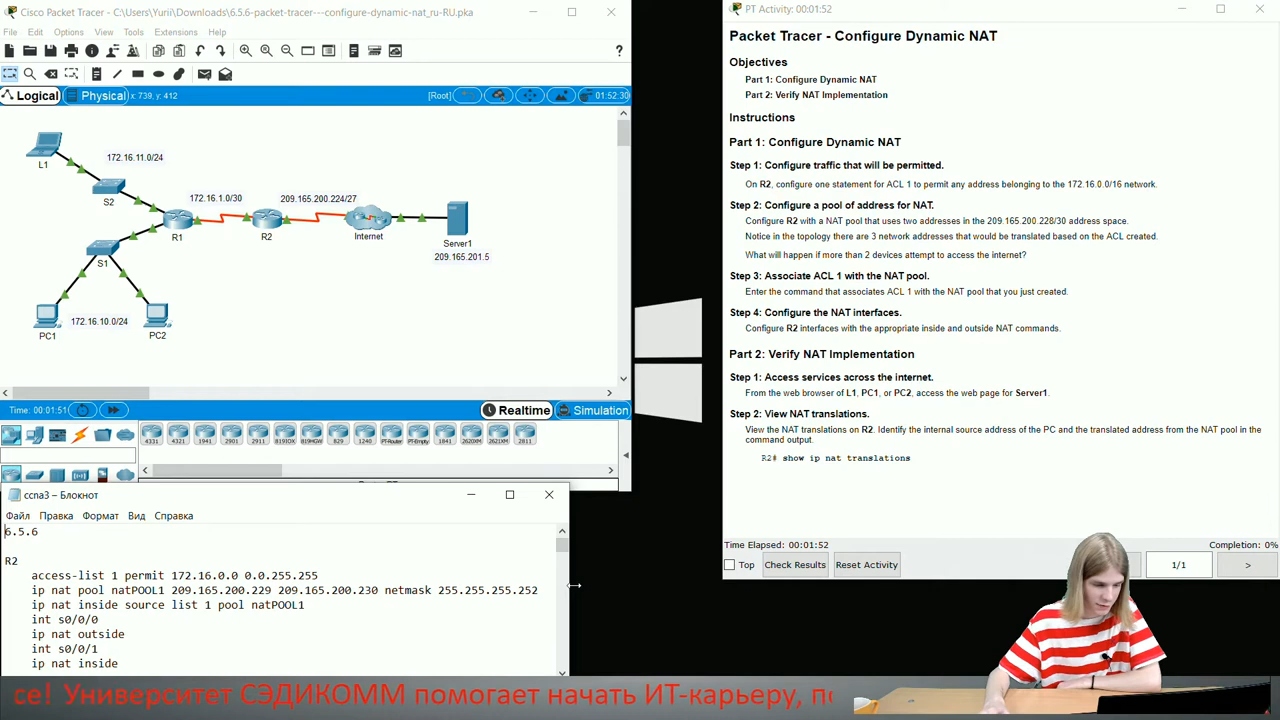 Cisco Packet Tracer - C:\Users\Yurii\Downloads\6.5.6-packet-tracer---configure-dynamic-nat_ru-RU.pka
File Edit Options View Tools Extensions Help
Logical
Physical x: 739, y: 412
[Root]
01:52:30
L1
172.16.11.0/24
S2
172.16.1.0/30
209.165.200.224/27
R1
R2
Internet
Server1
209.165.201.5
S1
PC1
172.16.10.0/24
PC2
Time: 00:01:51
Realtime
Simulation
4331 4321 1941 2901 2911 819IOX 819HGW 829 1240 PT-Router PT-Empty 1841 2620XM 2621XM 2811
ccna3 – Блокнот
Файл Правка Формат Вид Справка
6.5.6
R2
access-list 1 permit 172.16.0.0 0.0.255.255
ip nat pool natPOOL1 209.165.200.229 209.165.200.230 netmask 255.255.255.252
ip nat inside source list 1 pool natPOOL1
int s0/0/0
ip nat outside
int s0/0/1
ip nat inside
PT Activity: 00:01:52
Packet Tracer - Configure Dynamic NAT
Objectives
Part 1: Configure Dynamic NAT
Part 2: Verify NAT Implementation
Instructions
Part 1: Configure Dynamic NAT
Step 1: Configure traffic that will be permitted.
On R2, configure one statement for ACL 1 to permit any address belonging to the 172.16.0.0/16 network.
Step 2: Configure a pool of address for NAT.
Configure R2 with a NAT pool that uses two addresses in the 209.165.200.228/30 address space.
Notice in the topology there are 3 network addresses that would be translated based on the ACL created.
What will happen if more than 2 devices attempt to access the internet?
Step 3: Associate ACL 1 with the NAT pool.
Enter the command that associates ACL 1 with the NAT pool that you just created.
Step 4: Configure the NAT interfaces.
Configure R2 interfaces with the appropriate inside and outside NAT commands.
Part 2: Verify NAT Implementation
Step 1: Access services across the internet.
From the web browser of L1, PC1, or PC2, access the web page for Server1.
Step 2: View NAT translations.
View the NAT translations on R2. Identify the internal source address of the PC and the translated address from the NAT pool in the
command output.
R2# show ip nat translations
Time Elapsed: 00:01:52
Completion: 0%
Top
Check Results
Reset Activity
1/1
>
се! Университет СЭДИКОММ помогает начать ИТ-карьеру, по